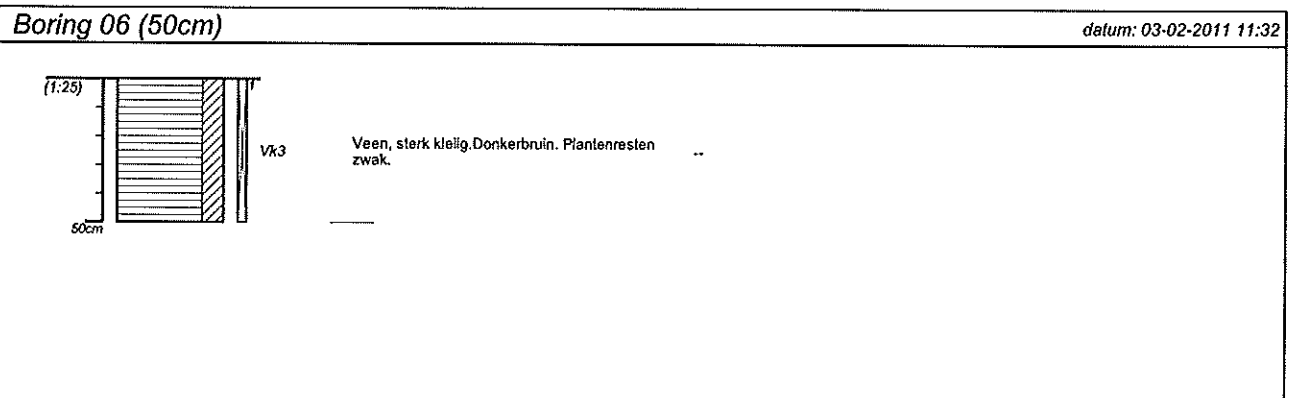 Boring 06 (50cm)
datum: 03-02-2011 11:32
(1:25)
1
Vk3
Veen, sterk kleiig.Donkerbruin. Plantenresten
zwak.
--
50cm